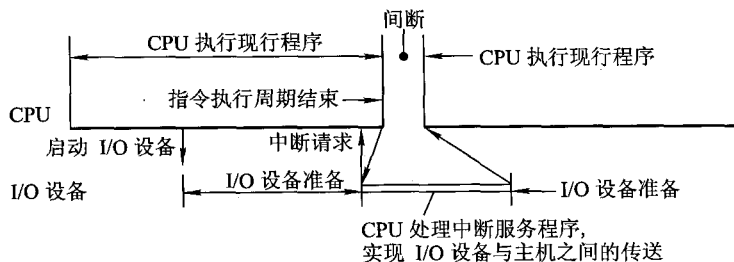 间断
CPU 执行现行程序
CPU 执行现行程序
指令执行周期结束
CPU
启动 I/O 设备
中断请求
I/O 设备
I/O 设备准备
I/O 设备准备
CPU 处理中断服务程序,
实现 I/O 设备与主机之间的传送